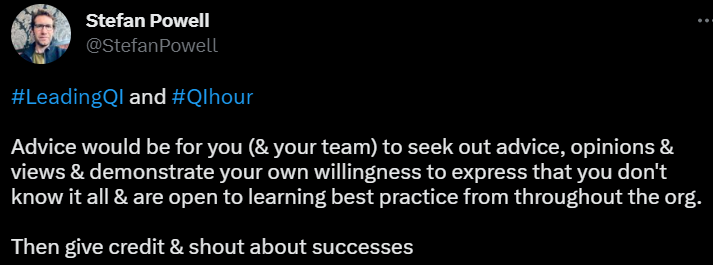 Stefan Powell
@StefanPowell
#LeadingQI and #QIhour
Advice would be for you (& your team) to seek out advice, opinions &
views & demonstrate your own willingness to express that you don't
know it all & are open to learning best practice from throughout the org.
Then give credit & shout about successes